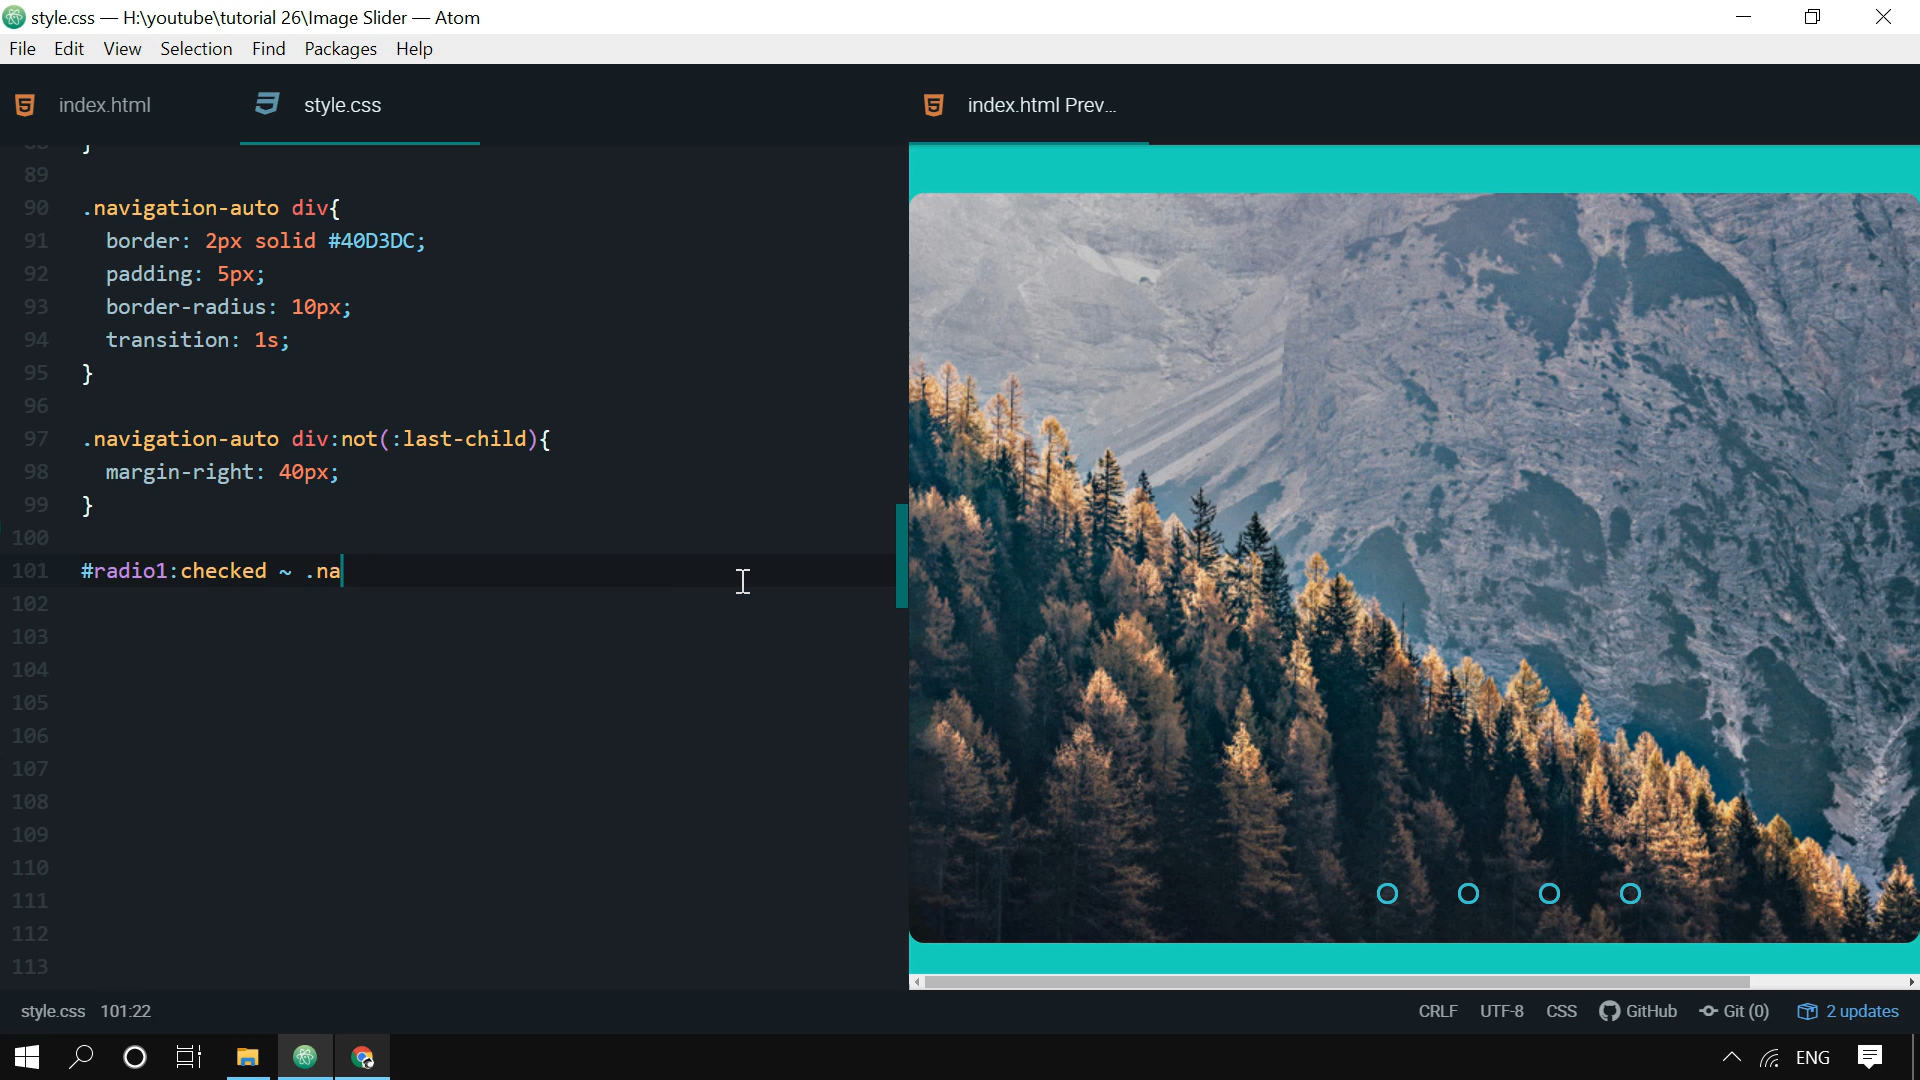 style.css — H:\youtube\tutorial 26\Image Slider — Atom
File Edit View Selection Find Packages Help
index.html style.css index.html Prev...
}
89
90 .navigation-auto div{
91 border: 2px solid #40D3DC;
92 padding: 5px;
93 border-radius: 10px;
94 transition: 1s;
95 }
96
97 .navigation-auto div:not(:last-child){
98 margin-right: 40px;
99 }
100
101 #radio1:checked ~ .na
102
103
104
105
106
107
108
109
110
111
112
113
style.css 101:22 CRLF UTF-8 CSS GitHub Git (0) 2 updates
ENG